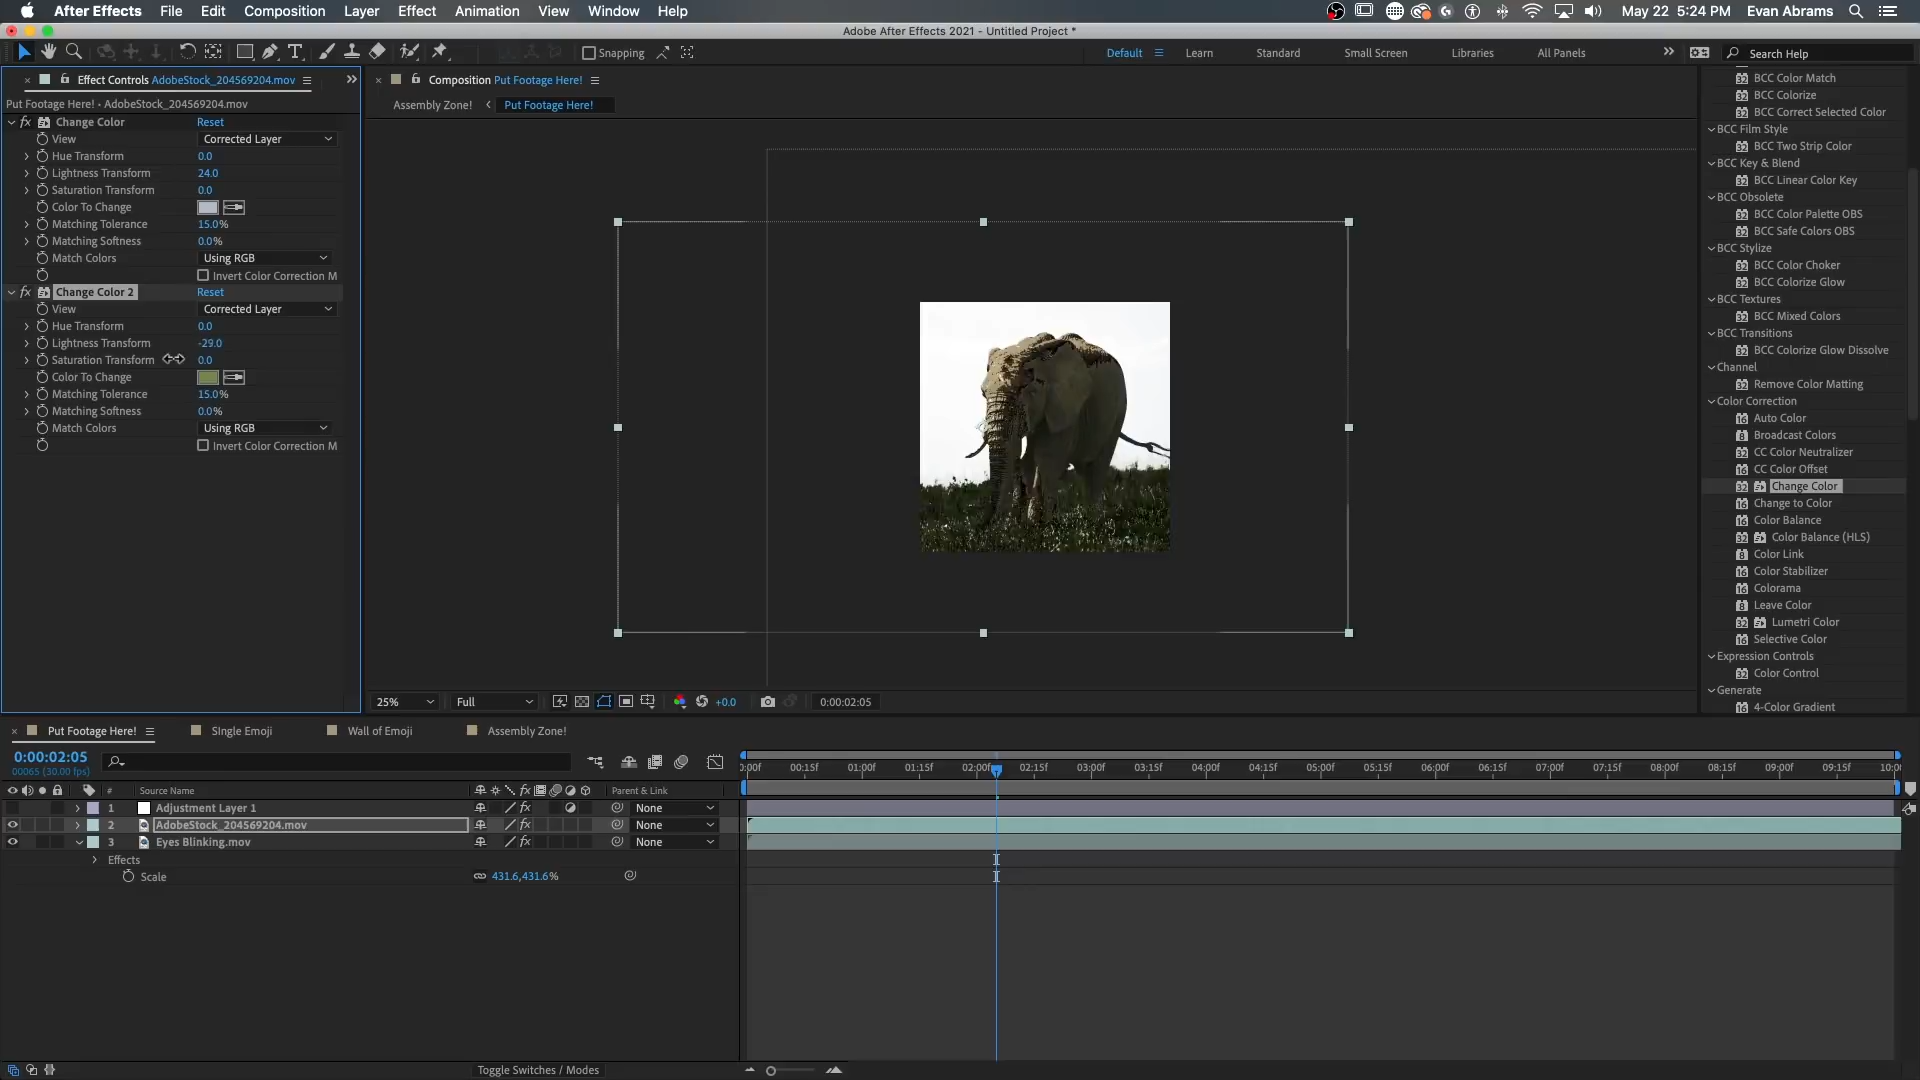 After Effects File Edit Composition Layer Effect Animation View Window Help May 22 5:24 PM Evan Abrams
Adobe After Effects 2021 - Untitled Project *
Snapping Default Learn Standard Small Screen Libraries All Panels Search Help
Effect Controls AdobeStock_204569204.mov
Put Footage Here! • AdobeStock_204569204.mov
fx Change Color Reset
View Corrected Layer
Hue Transform 0.0
Lightness Transform 24.0
Saturation Transform 0.0
Color To Change
Matching Tolerance 15.0%
Matching Softness 0.0%
Match Colors Using RGB
Invert Color Correction M
fx Change Color 2 Reset
View Corrected Layer
Hue Transform 0.0
Lightness Transform -29.0
Saturation Transform 0.0
Color To Change
Matching Tolerance 15.0%
Matching Softness 0.0%
Match Colors Using RGB
Invert Color Correction M
Composition Put Footage Here!
Assembly Zone! Put Footage Here!
25% Full +0.0 0:00:02:05
BCC Color Match
BCC Colorize
BCC Correct Selected Color
BCC Film Style
BCC Two Strip Color
BCC Key & Blend
BCC Linear Color Key
BCC Obsolete
BCC Color Palette OBS
BCC Safe Colors OBS
BCC Stylize
BCC Color Choker
BCC Colorize Glow
BCC Textures
BCC Mixed Colors
BCC Transitions
BCC Colorize Glow Dissolve
Channel
Remove Color Matting
Color Correction
Auto Color
Broadcast Colors
CC Color Neutralizer
CC Color Offset
Change Color
Change to Color
Color Balance
Color Balance (HLS)
Color Link
Color Stabilizer
Colorama
Leave Color
Lumetri Color
Selective Color
Expression Controls
Color Control
Generate
4-Color Gradient
Put Footage Here! SIngle Emoji Wall of Emoji Assembly Zone!
0:00:02:05
00065 (30.00 fps)
:00f 00:15f 01:00f 01:15f 02:00f 02:15f 03:00f 03:15f 04:00f 04:15f 05:00f 05:15f 06:00f 06:15f 07:00f 07:15f 08:00f 08:15f 09:00f 09:15f 10:0
# Source Name fx Parent & Link
1 Adjustment Layer 1 fx None
2 AdobeStock_204569204.mov fx None
3 Eyes Blinking.mov fx None
Effects
Scale 431.6,431.6%
Toggle Switches / Modes